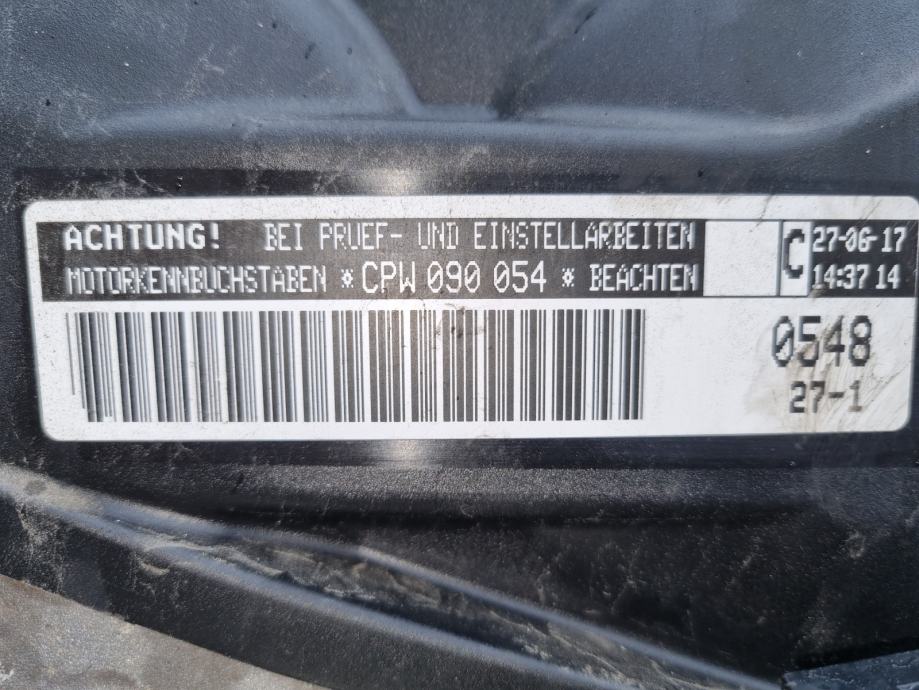 ACHTUNG! BEI PRUEF- UND EINSTELLARBEITEN
MOTORKENNBUCHSTABEN * CPW 090 054 * BEACHTEN
C
27-06-17
14:37 14
0548
27-1